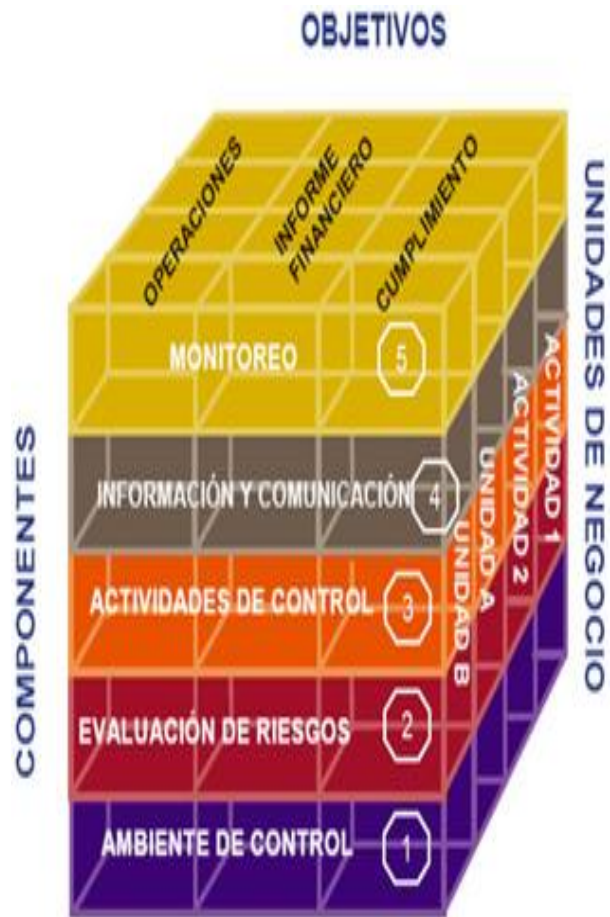 OBJETIVOS
OPERACIONES
INFORME
FINANCIERO
CUMPLIMIENTO
MONITOREO 5
INFORMACIÓN Y COMUNICACIÓN 4
ACTIVIDADES DE CONTROL 3
EVALUACIÓN DE RIESGOS 2
AMBIENTE DE CONTROL 1
COMPONENTES
UNIDAD B
UNIDAD A
ACTIVIDAD 2
ACTIVIDAD 1
UNIDADES DE NEGOCIO